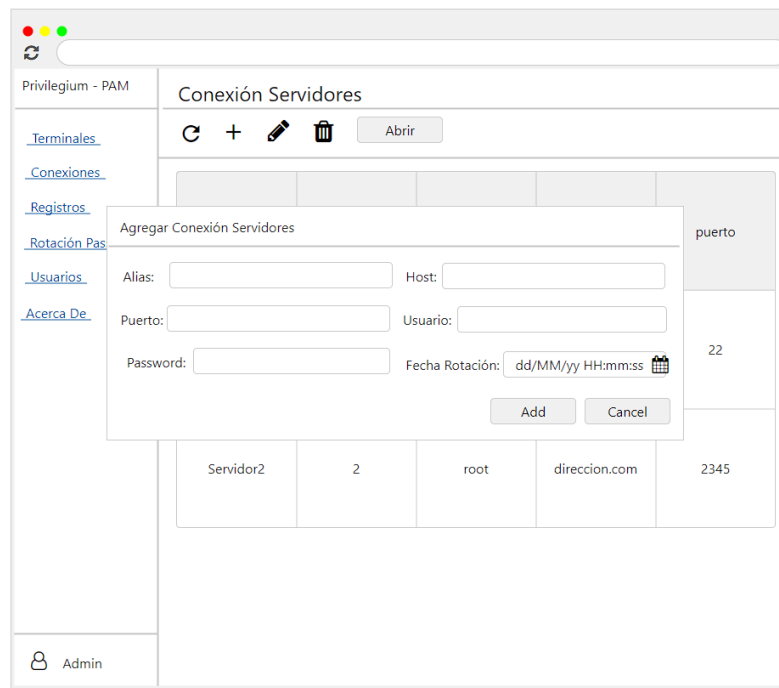 Privilegium - PAM
Conexión Servidores
Abrir
Terminales
Conexiones
Registros
Rotación Pas
Usuarios
Acerca De
Agregar Conexión Servidores
Alias:
Host:
Puerto:
Usuario:
Password:
Fecha Rotación: dd/MM/yy HH:mm:ss
Add Cancel
puerto
22
Servidor2 2 root direccion.com 2345
Admin